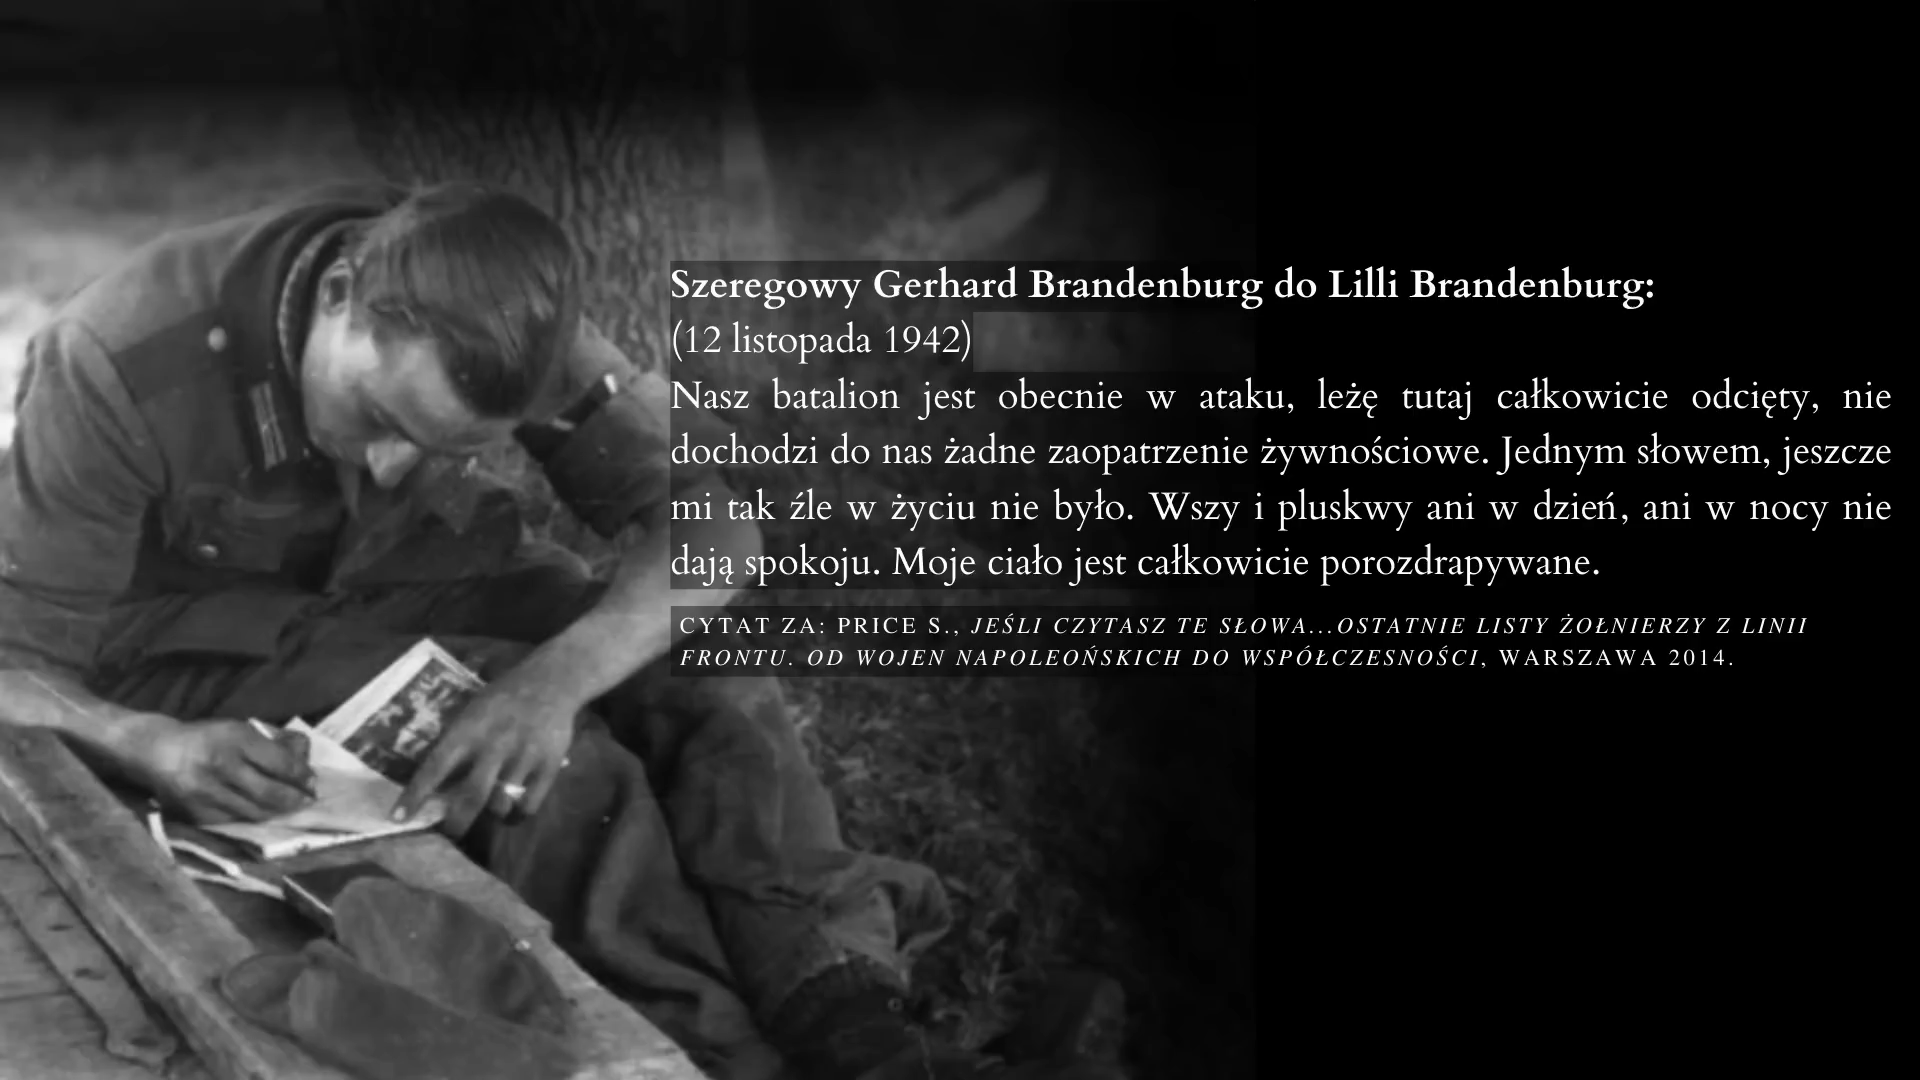 Szeregowy Gerhard Brandenburg do Lilli Brandenburg:
(12 listopada 1942)
Nasz batalion jest obecnie w ataku, leżę tutaj całkowicie odcięty, nie
dochodzi do nas żadne zaopatrzenie żywnościowe. Jednym słowem, jeszcze
mi tak źle w życiu nie było. Wszy i pluskwy ani w dzień, ani w nocy nie
dają spokoju. Moje ciało jest całkowicie porozdrapywane.
CYTAT ZA: PRICE S., JEŚLI CZYTASZ TE SŁOWA...OSTATNIE LISTY ŻOŁNIERZY Z LINII
FRONTU. OD WOJEN NAPOLEOŃSKICH DO WSPÓŁCZESNOŚCI, WARSZAWA 2014.